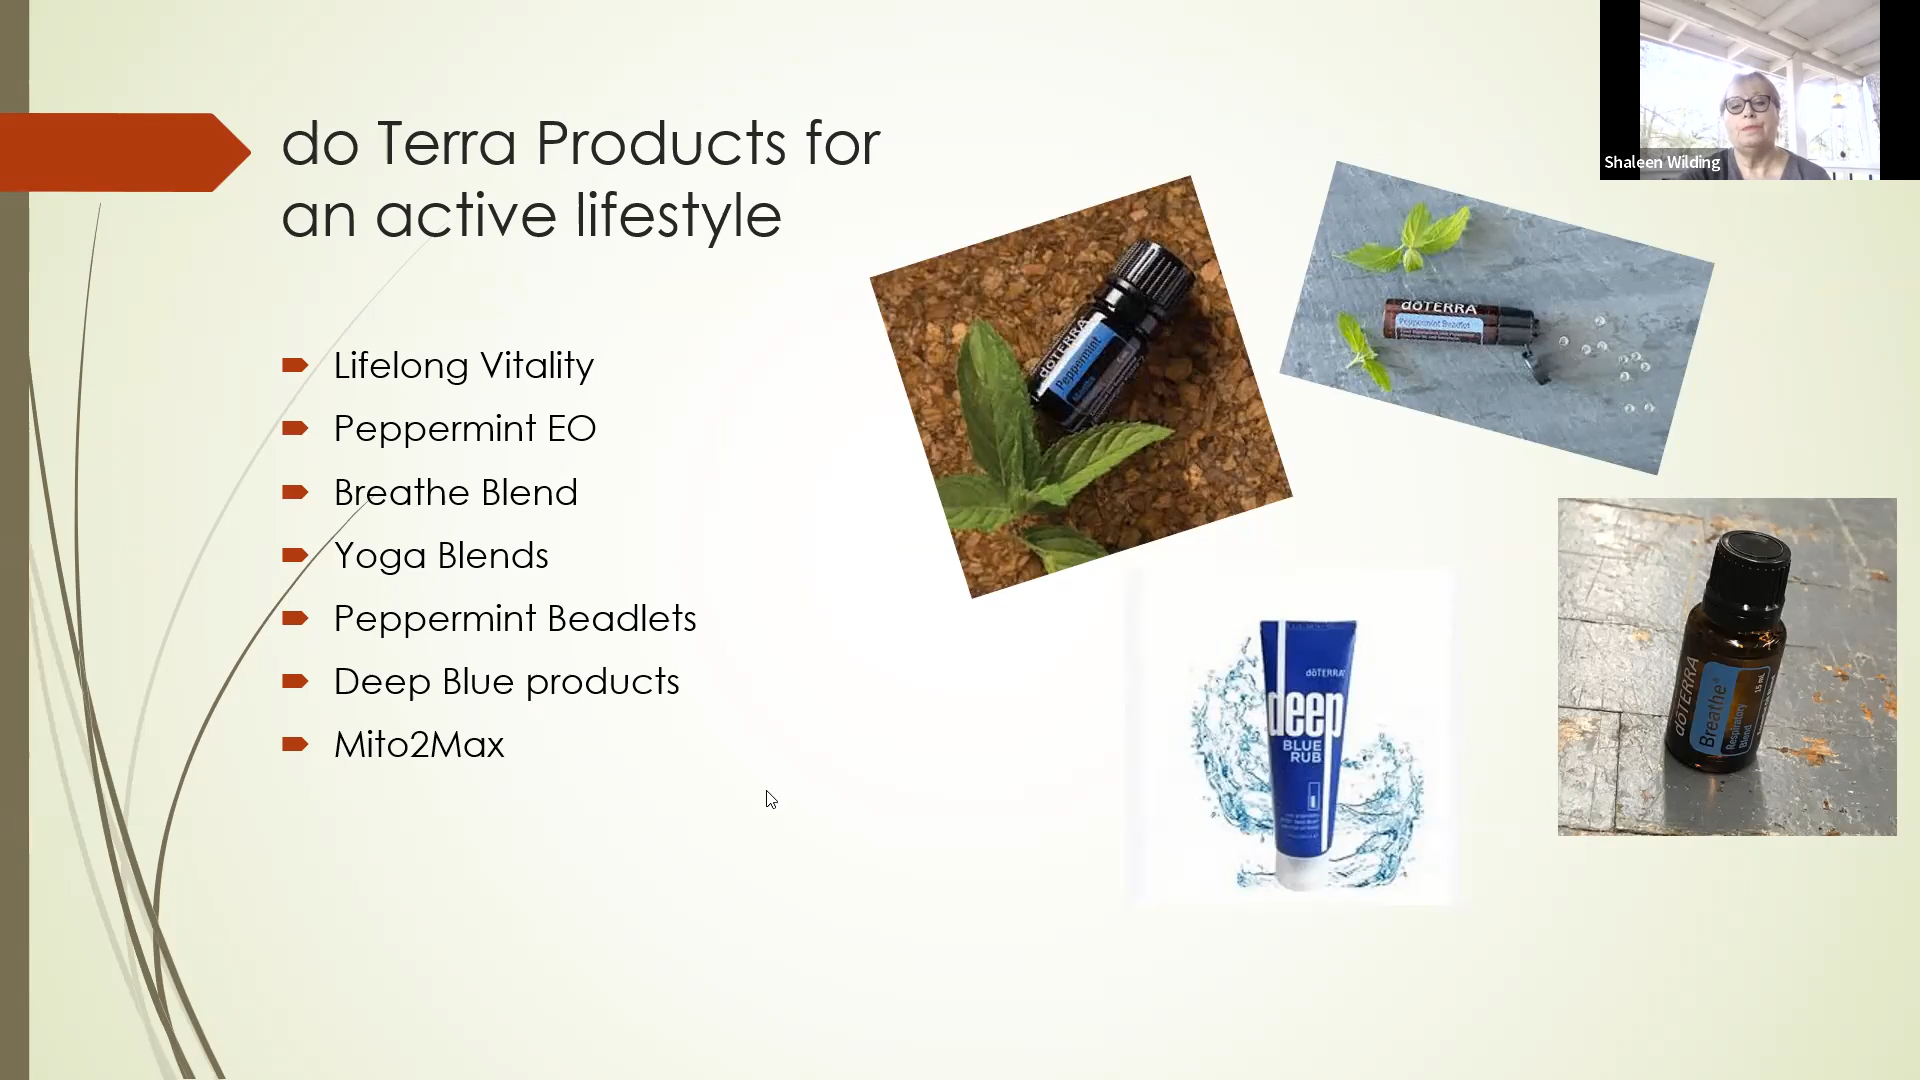 do Terra Products for
an active lifestyle
Lifelong Vitality
Peppermint EO
Breathe Blend
Yoga Blends
Peppermint Beadlets
Deep Blue products
Mito2Max
Shaleen Wilding
dōTERRA
Peppermint
dōTERRA
Peppermint Beadlet
dōTERRA
deep
BLUE
RUB
dōTERRA
Breathe®
Respiratory
Blend
15 mL